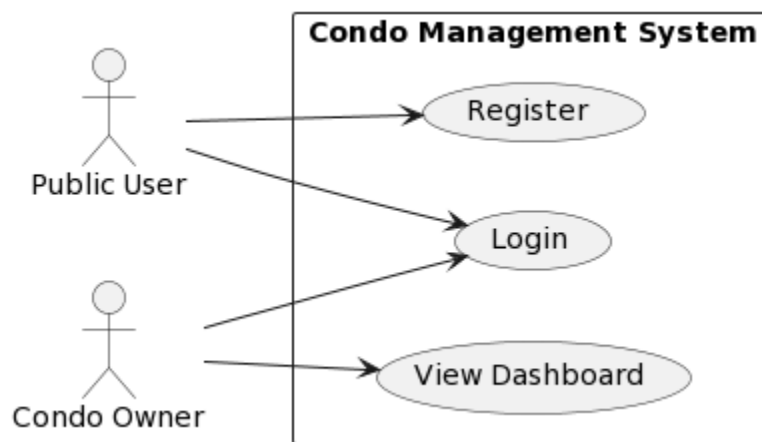 Condo Management System
Register
Public User
Login
View Dashboard
Condo Owner